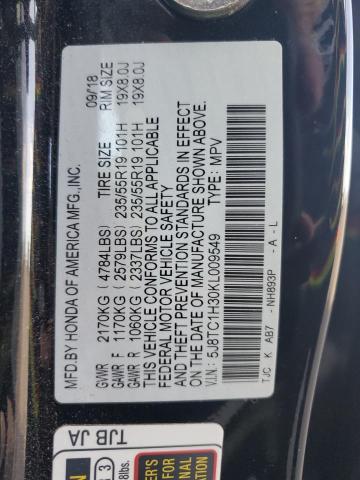 MFD.BY HONDA OF AMERICA MFG.,INC. 09/18
TIRE SIZE RIM SIZE
GVWR 2170KG (4784LBS)
GAWR F 1170KG (2579LBS) 235/55R19 101H 19X8.0J
GAWR R 1060KG (2337LBS) 235/55R19 101H 19X8.0J
THIS VEHICLE CONFORMS TO ALL APPLICABLE
FEDERAL MOTOR VEHICLE SAFETY
AND THEFT PREVENTION STANDARDS IN EFFECT
ON THE DATE OF MANUFACTURE SHOWN ABOVE.
V.I.N.: 5J8TC1H30KL009549 TYPE: MPV
TJC K AB7 - NH893P - A - L
TJB JA